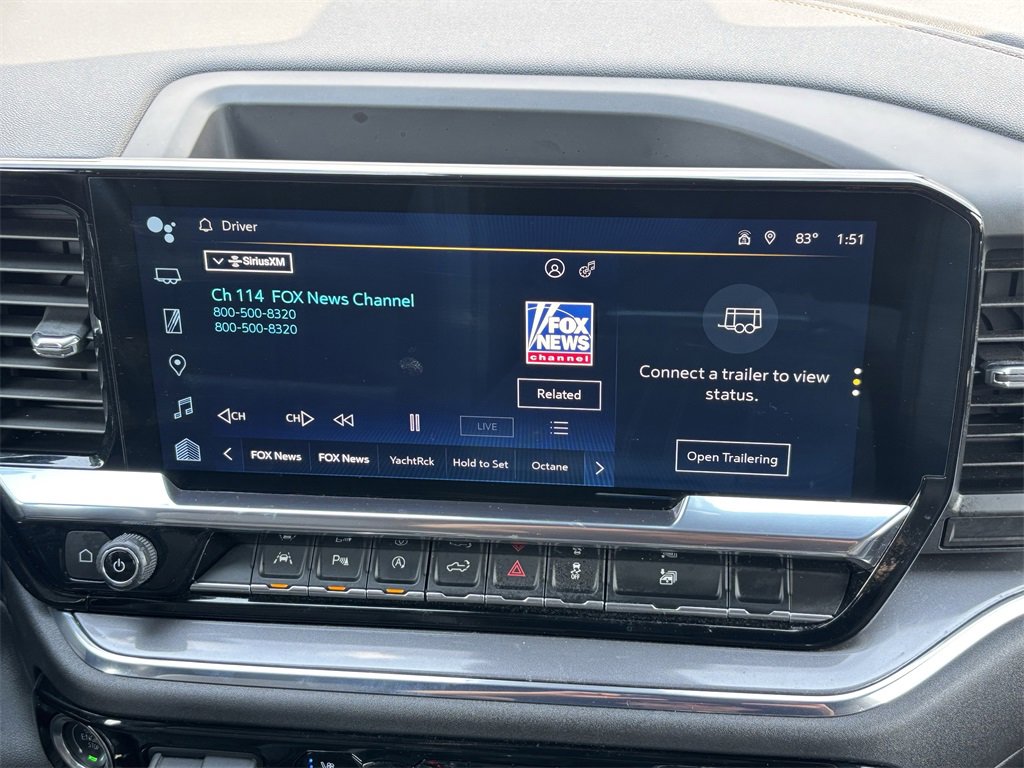 Driver
83° 1:51
SiriusXM
Ch 114 FOX News Channel
800-500-8320
800-500-8320
FOX
NEWS
channel
Related
Connect a trailer to view
status.
Open Trailering
CH CH LIVE
FOX News FOX News YachtRck Hold to Set Octane
P
A
OFF